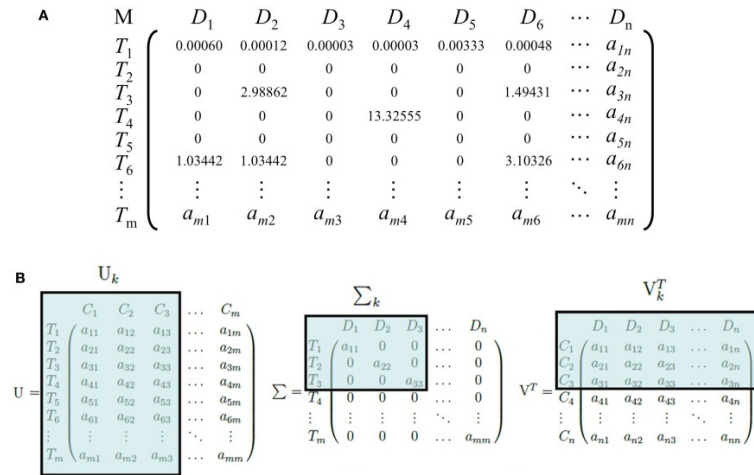 A
M D₁ D₂ D₃ D₄ D₅ D₆ ⋯ Dₙ
T₁ 0.00060 0.00012 0.00003 0.00003 0.00333 0.00048 ⋯ a₁ₙ
T₂ 0 0 0 0 0 0 ⋯ a₂ₙ
T₃ 0 2.98862 0 0 0 1.49431 ⋯ a₃ₙ
T₄ 0 0 0 13.32555 0 0 ⋯ a₄ₙ
T₅ 0 0 0 0 0 0 ⋯ a₅ₙ
T₆ 1.03442 1.03442 0 0 0 3.10326 ⋯ a₆ₙ
⋮ ⋮ ⋮ ⋮ ⋮ ⋮ ⋮ ⋱ ⋮
Tₘ aₘ₁ aₘ₂ aₘ₃ aₘ₄ aₘ₅ aₘ₆ ⋯ aₘₙ
B
Uₖ
C₁ C₂ C₃ … Cₘ
T₁ a₁₁ a₁₂ a₁₃ … a₁ₘ
T₂ a₂₁ a₂₂ a₂₃ … a₂ₘ
T₃ a₃₁ a₃₂ a₃₃ … a₃ₘ
U = T₄ a₄₁ a₄₂ a₄₃ … a₄ₘ
T₅ a₅₁ a₅₂ a₅₃ … a₅ₘ
T₆ a₆₁ a₆₂ a₆₃ … a₆ₘ
⋮ ⋮ ⋮ ⋮ ⋱ ⋮
Tₘ aₘ₁ aₘ₂ aₘ₃ … aₘₘ
∑ₖ
D₁ D₂ D₃ … Dₙ
T₁ a₁₁ 0 0 … 0
T₂ 0 a₂₂ 0 … 0
∑ = T₃ 0 0 a₃₃ … 0
T₄ 0 0 0 … 0
⋮ ⋮ ⋮ ⋮ ⋱ ⋮
Tₘ 0 0 0 … aₘₘ
Vₖᵀ
D₁ D₂ D₃ … Dₙ
C₁ a₁₁ a₁₂ a₁₃ … a₁ₙ
C₂ a₂₁ a₂₂ a₂₃ … a₂ₙ
Vᵀ = C₃ a₃₁ a₃₂ a₃₃ … a₃ₙ
C₄ a₄₁ a₄₂ a₄₃ … a₄ₙ
⋮ ⋮ ⋮ ⋮ ⋱ ⋮
Cₙ aₙ₁ aₙ₂ aₙ₃ … aₙₙ